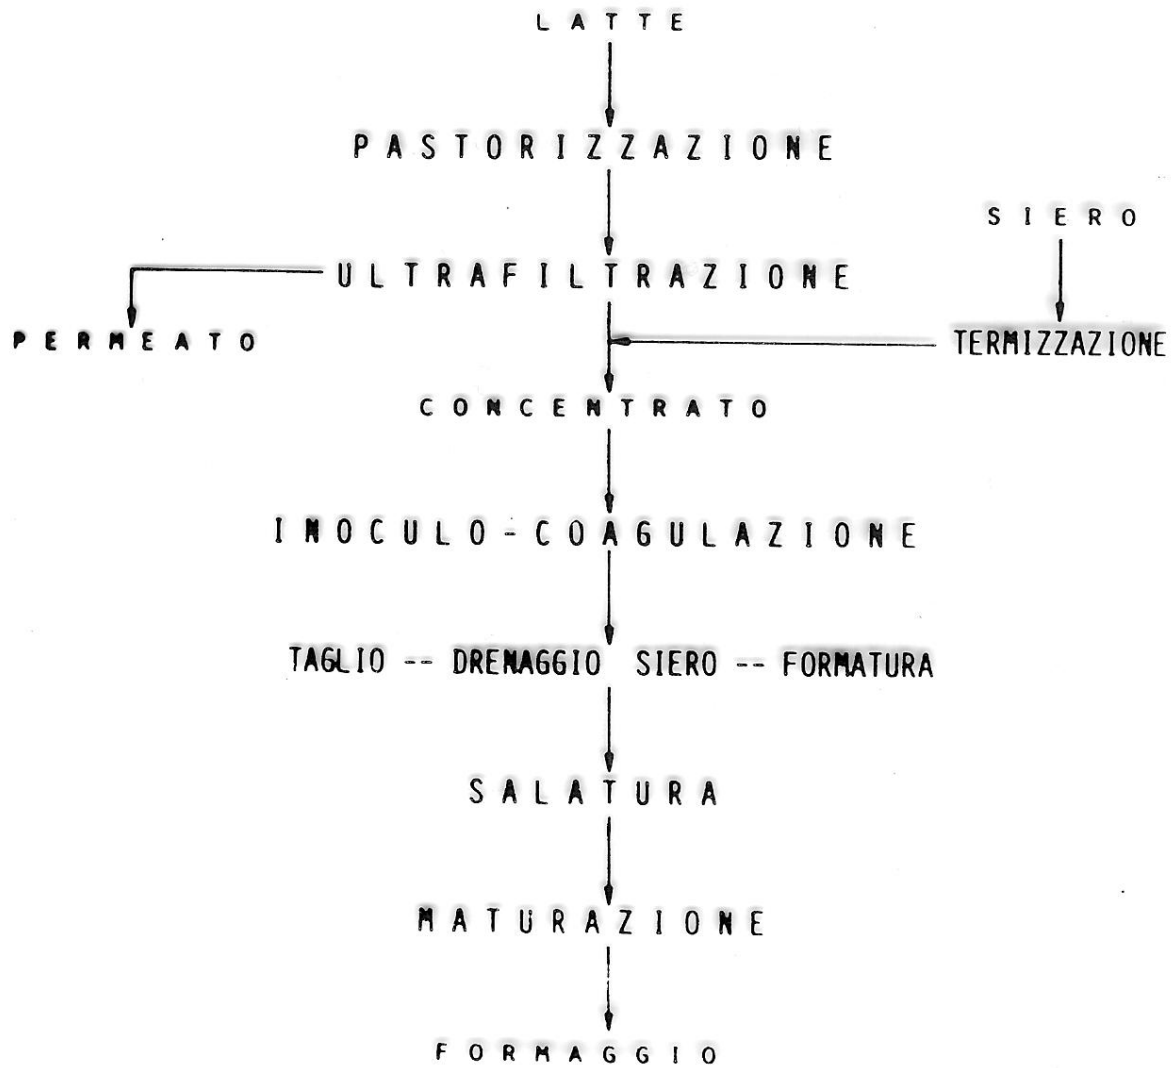 LATTE
PASTORIZZAZIONE
SIERO
ULTRAFILTRAZIONE
PERMEATO
TERMIZZAZIONE
CONCENTRATO
INOCULO-COAGULAZIONE
TAGLIO -- DRENAGGIO SIERO -- FORMATURA
SALATURA
MATURAZIONE
FORMAGGIO